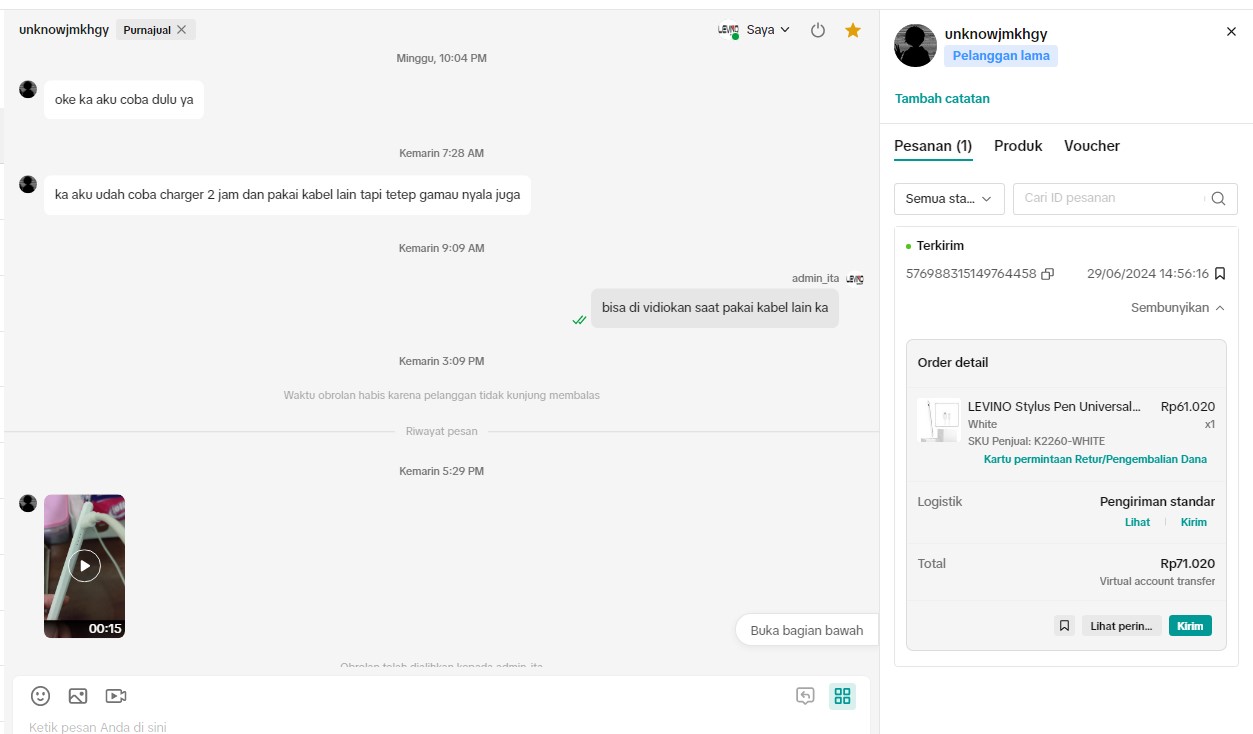 unknowjmkhgy Purnajual
LEVINO Saya
Minggu, 10:04 PM
oke ka aku coba dulu ya
Kemarin 7:28 AM
ka aku udah coba charger 2 jam dan pakai kabel lain tapi tetep gamau nyala juga
Kemarin 9:09 AM
admin_ita LEVINO
bisa di vidiokan saat pakai kabel lain ka
Kemarin 3:09 PM
Waktu obrolan habis karena pelanggan tidak kunjung membalas
Riwayat pesan
Kemarin 5:29 PM
00:15
Buka bagian bawah
Obrolan telah dialihkan kepada admin_ita
Ketik pesan Anda di sini
unknowjmkhgy
Pelanggan lama
Tambah catatan
Pesanan (1) Produk Voucher
Semua sta... Cari ID pesanan
Terkirim
576988315149764458 29/06/2024 14:56:16
Sembunyikan
Order detail
LEVINO Stylus Pen Universal... Rp61.020
White x1
SKU Penjual: K2260-WHITE
Kartu permintaan Retur/Pengembalian Dana
Logistik Pengiriman standar
Lihat Kirim
Total Rp71.020
Virtual account transfer
Lihat perin... Kirim